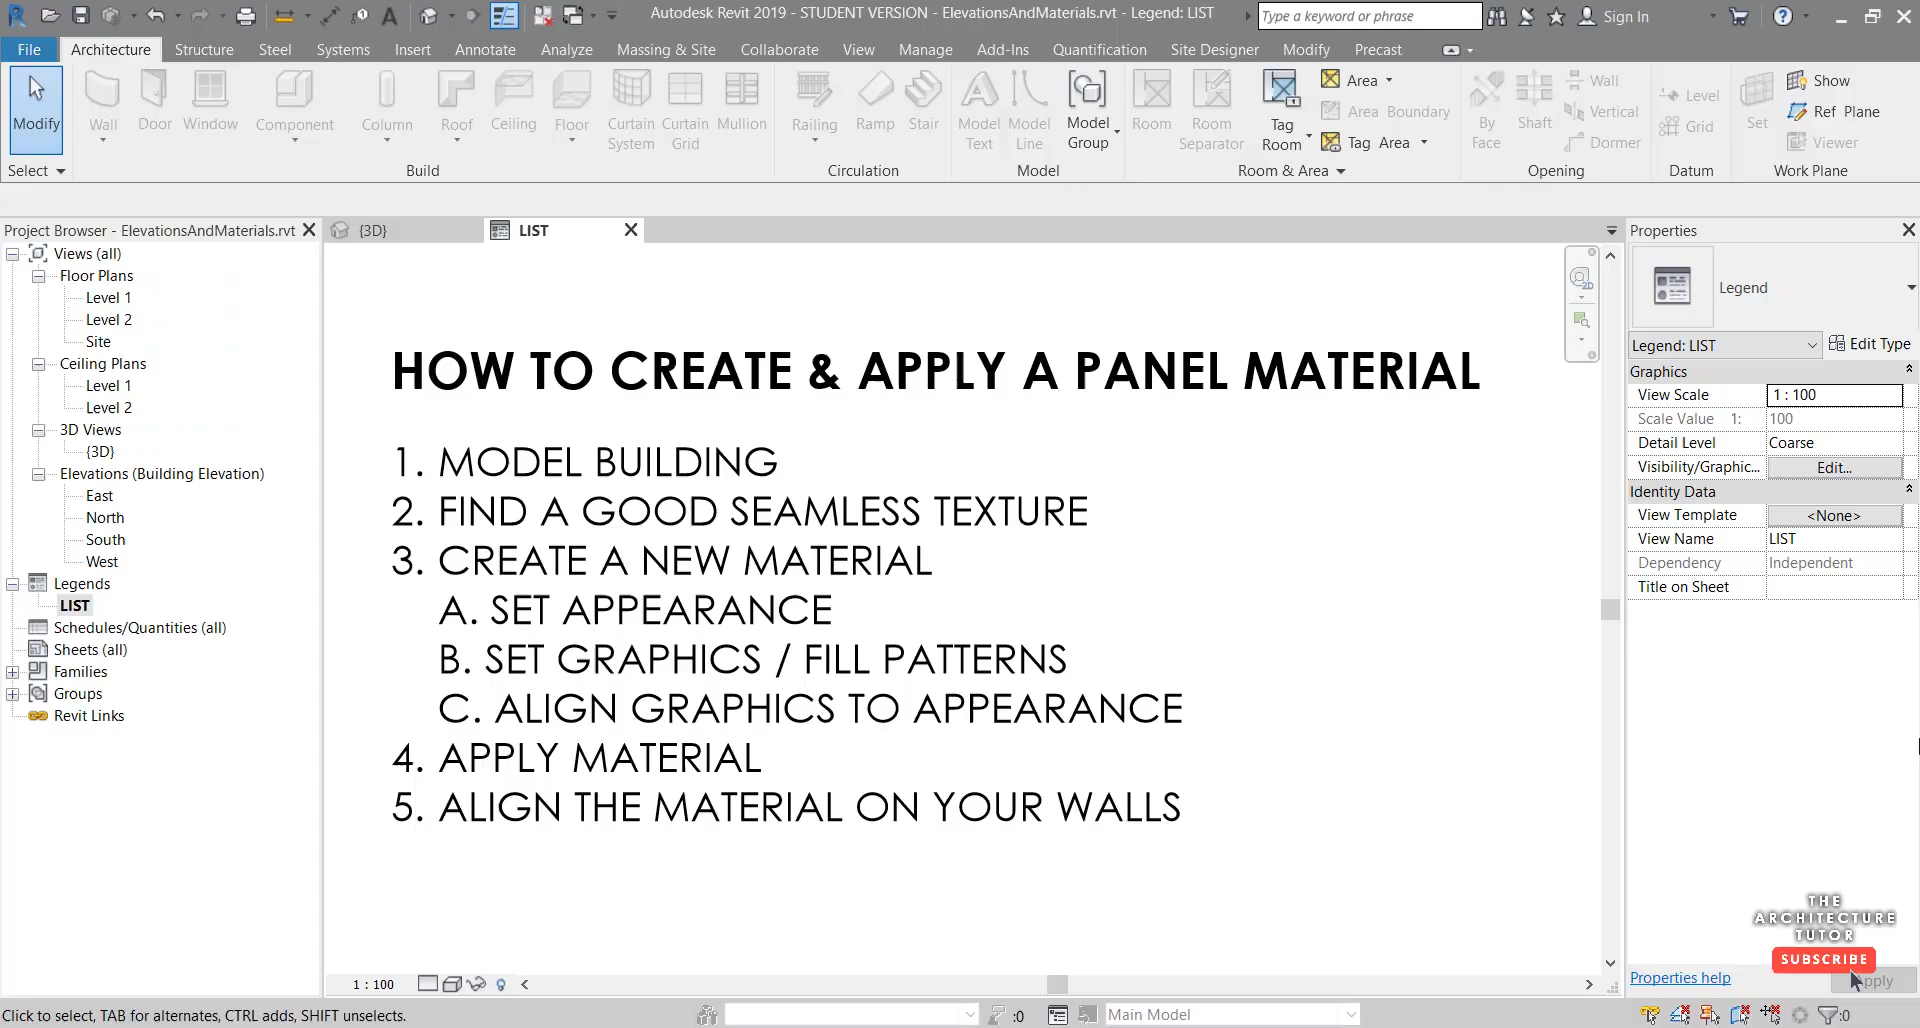 Autodesk Revit 2019 - STUDENT VERSION - ElevationsAndMaterials.rvt - Legend: LIST
Type a keyword or phrase
Sign In
File Architecture Structure Steel Systems Insert Annotate Analyze Massing & Site Collaborate View Manage Add-Ins Quantification Site Designer Modify Precast
Modify
Wall
Door
Window
Component
Column
Roof
Ceiling
Floor
Curtain System
Curtain Grid
Mullion
Railing
Ramp
Stair
Model Text
Model Line
Model Group
Room
Room Separator
Tag Room
Area
Area Boundary
Tag Area
By Face
Shaft
Wall
Vertical
Dormer
Level
Grid
Set
Show
Ref Plane
Viewer
Select
Build
Circulation
Model
Room & Area
Opening
Datum
Work Plane
Project Browser - ElevationsAndMaterials.rvt
Views (all)
Floor Plans
Level 1
Level 2
Site
Ceiling Plans
Level 1
Level 2
3D Views
{3D}
Elevations (Building Elevation)
East
North
South
West
Legends
LIST
Schedules/Quantities (all)
Sheets (all)
Families
Groups
Revit Links
{3D}
LIST
HOW TO CREATE & APPLY A PANEL MATERIAL
1. MODEL BUILDING
2. FIND A GOOD SEAMLESS TEXTURE
3. CREATE A NEW MATERIAL
A. SET APPEARANCE
B. SET GRAPHICS / FILL PATTERNS
C. ALIGN GRAPHICS TO APPEARANCE
4. APPLY MATERIAL
5. ALIGN THE MATERIAL ON YOUR WALLS
Properties
Legend
Legend: LIST
Edit Type
Graphics
View Scale 1 : 100
Scale Value 1: 100
Detail Level Coarse
Visibility/Graphic... Edit...
Identity Data
View Template <None>
View Name LIST
Dependency Independent
Title on Sheet
THE
ARCHITECTURE
TUTOR
SUBSCRIBE
Properties help
1 : 100
Click to select, TAB for alternates, CTRL adds, SHIFT unselects.
:0
Main Model
:0